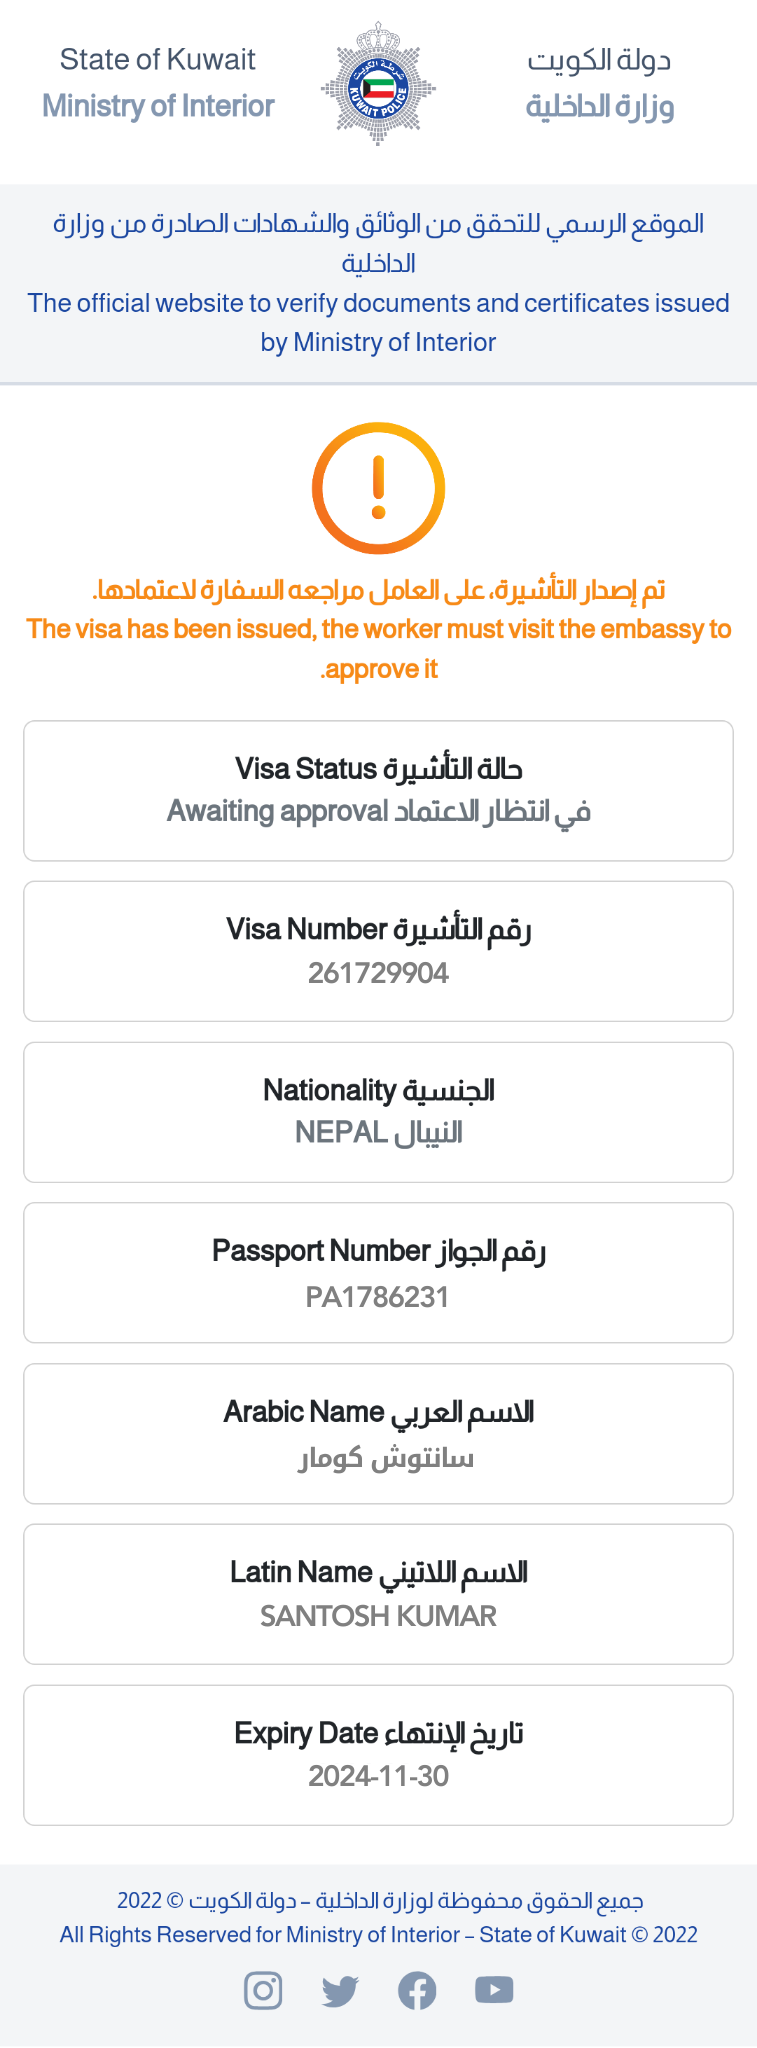 State of Kuwait
Ministry of Interior
شرطة الكويت
KUWAIT POLICE
دولة الكويت
وزارة الداخلية
الموقع الرسمي للتحقق من الوثائق والشهادات الصادرة من وزارة
الداخلية
The official website to verify documents and certificates issued
by Ministry of Interior
تم إصدار التأشيرة، على العامل مراجعه السفارة لاعتمادها.
The visa has been issued, the worker must visit the embassy to
.approve it
Visa Status حالة التأشيرة
Awaiting approval في انتظار الاعتماد
Visa Number رقم التأشيرة
261729904
Nationality الجنسية
NEPAL النيبال
Passport Number رقم الجواز
PA1786231
Arabic Name الاسم العربي
سانتوش كومار
Latin Name الاسم اللاتيني
SANTOSH KUMAR
Expiry Date تاريخ الإنتهاء
2024-11-30
جميع الحقوق محفوظة لوزارة الداخلية – دولة الكويت © 2022
All Rights Reserved for Ministry of Interior – State of Kuwait © 2022